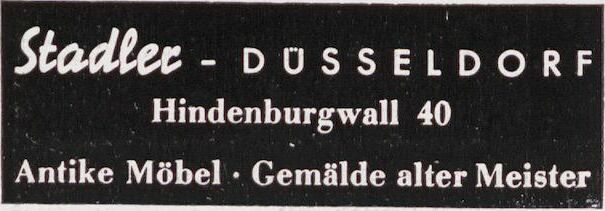 Stadler - DÜSSELDORF
Hindenburgwall 40
Antike Möbel · Gemälde alter Meister